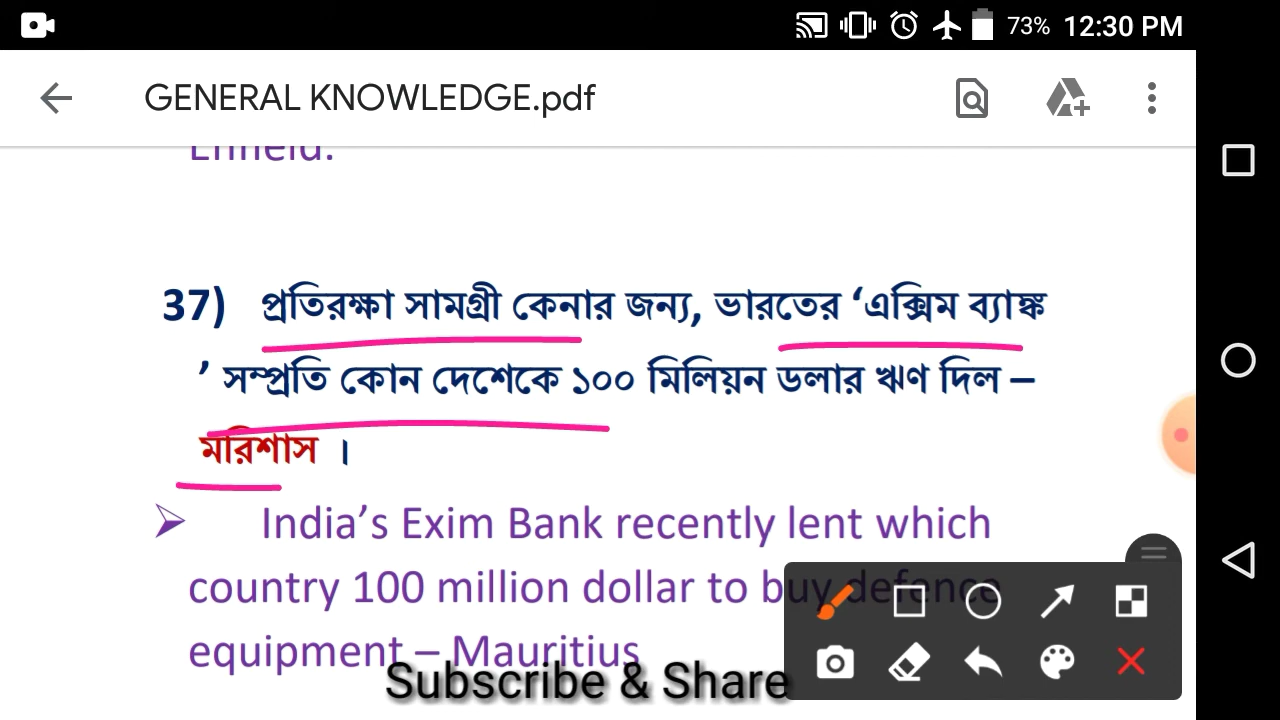 73% 12:30 PM
GENERAL KNOWLEDGE.pdf
Enfield.
37) প্রতিরক্ষা সামগ্রী কেনার জন্য, ভারতের ‘এক্সিম ব্যাঙ্ক
’ সম্প্রতি কোন দেশেকে ১০০ মিলিয়ন ডলার ঋণ দিল –
মরিশাস ।
➢ India’s Exim Bank recently lent which
country 100 million dollar to buy defence
equipment – Mauritius
Subscribe & Share